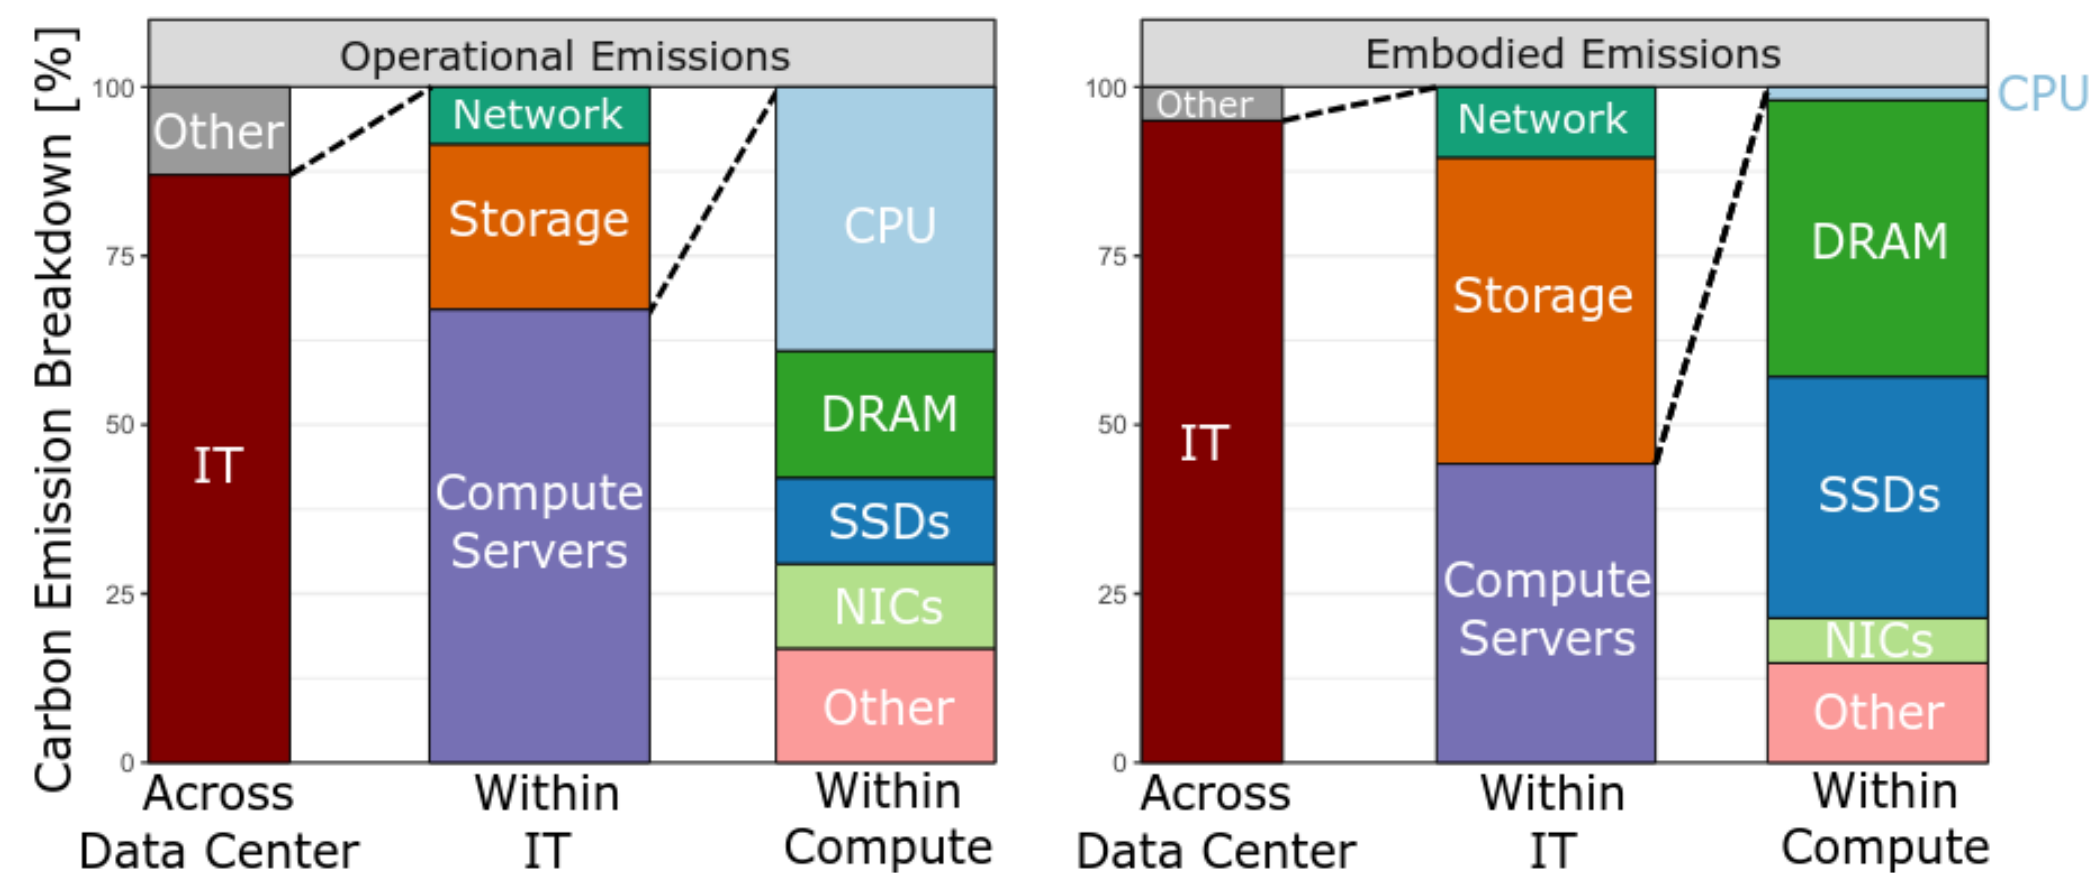 Carbon Emission Breakdown [%]
Operational Emissions
100
75
50
25
0
Other
IT
Network
Storage
Compute
Servers
CPU
DRAM
SSDs
NICs
Other
Across
Data Center
Within
IT
Within
Compute
Embodied Emissions
100
75
50
25
0
Other
IT
Network
Storage
Compute
Servers
CPU
DRAM
SSDs
NICs
Other
Across
Data Center
Within
IT
Within
Compute